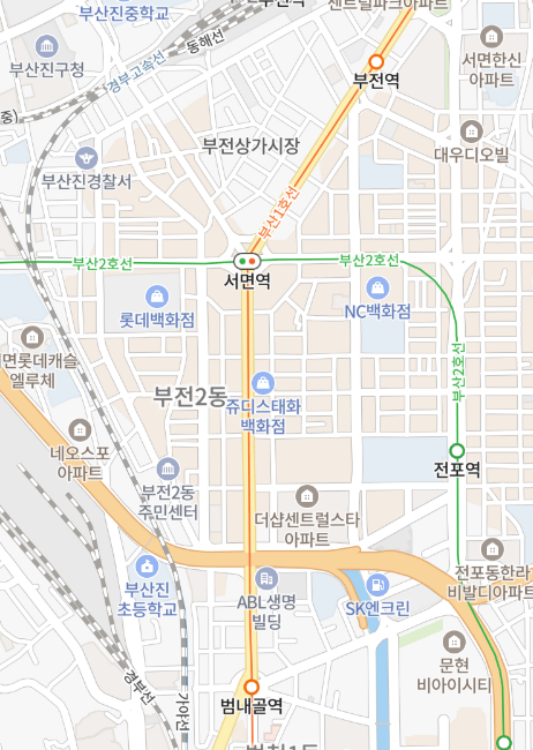 부산진중학교
센트럴파크아파트
동해선
경부고속선
부산진구청
서면한신
아파트
부전역
중)
부전상가시장
대우디오빌
부산진경찰서
부산1호선
부산2호선
부산2호선
서면역
롯데백화점
NC백화점
면롯데캐슬
엘루체
부산2호선
부전2동
쥬디스태화
백화점
네오스포
아파트
전포역
부전2동
주민센터
더샵센트럴스타
아파트
부산진
초등학교
ABL생명
빌딩
SK엔크린
전포동한라
비발디아파트
문현
비아이시티
경부선
가야선
범내골역